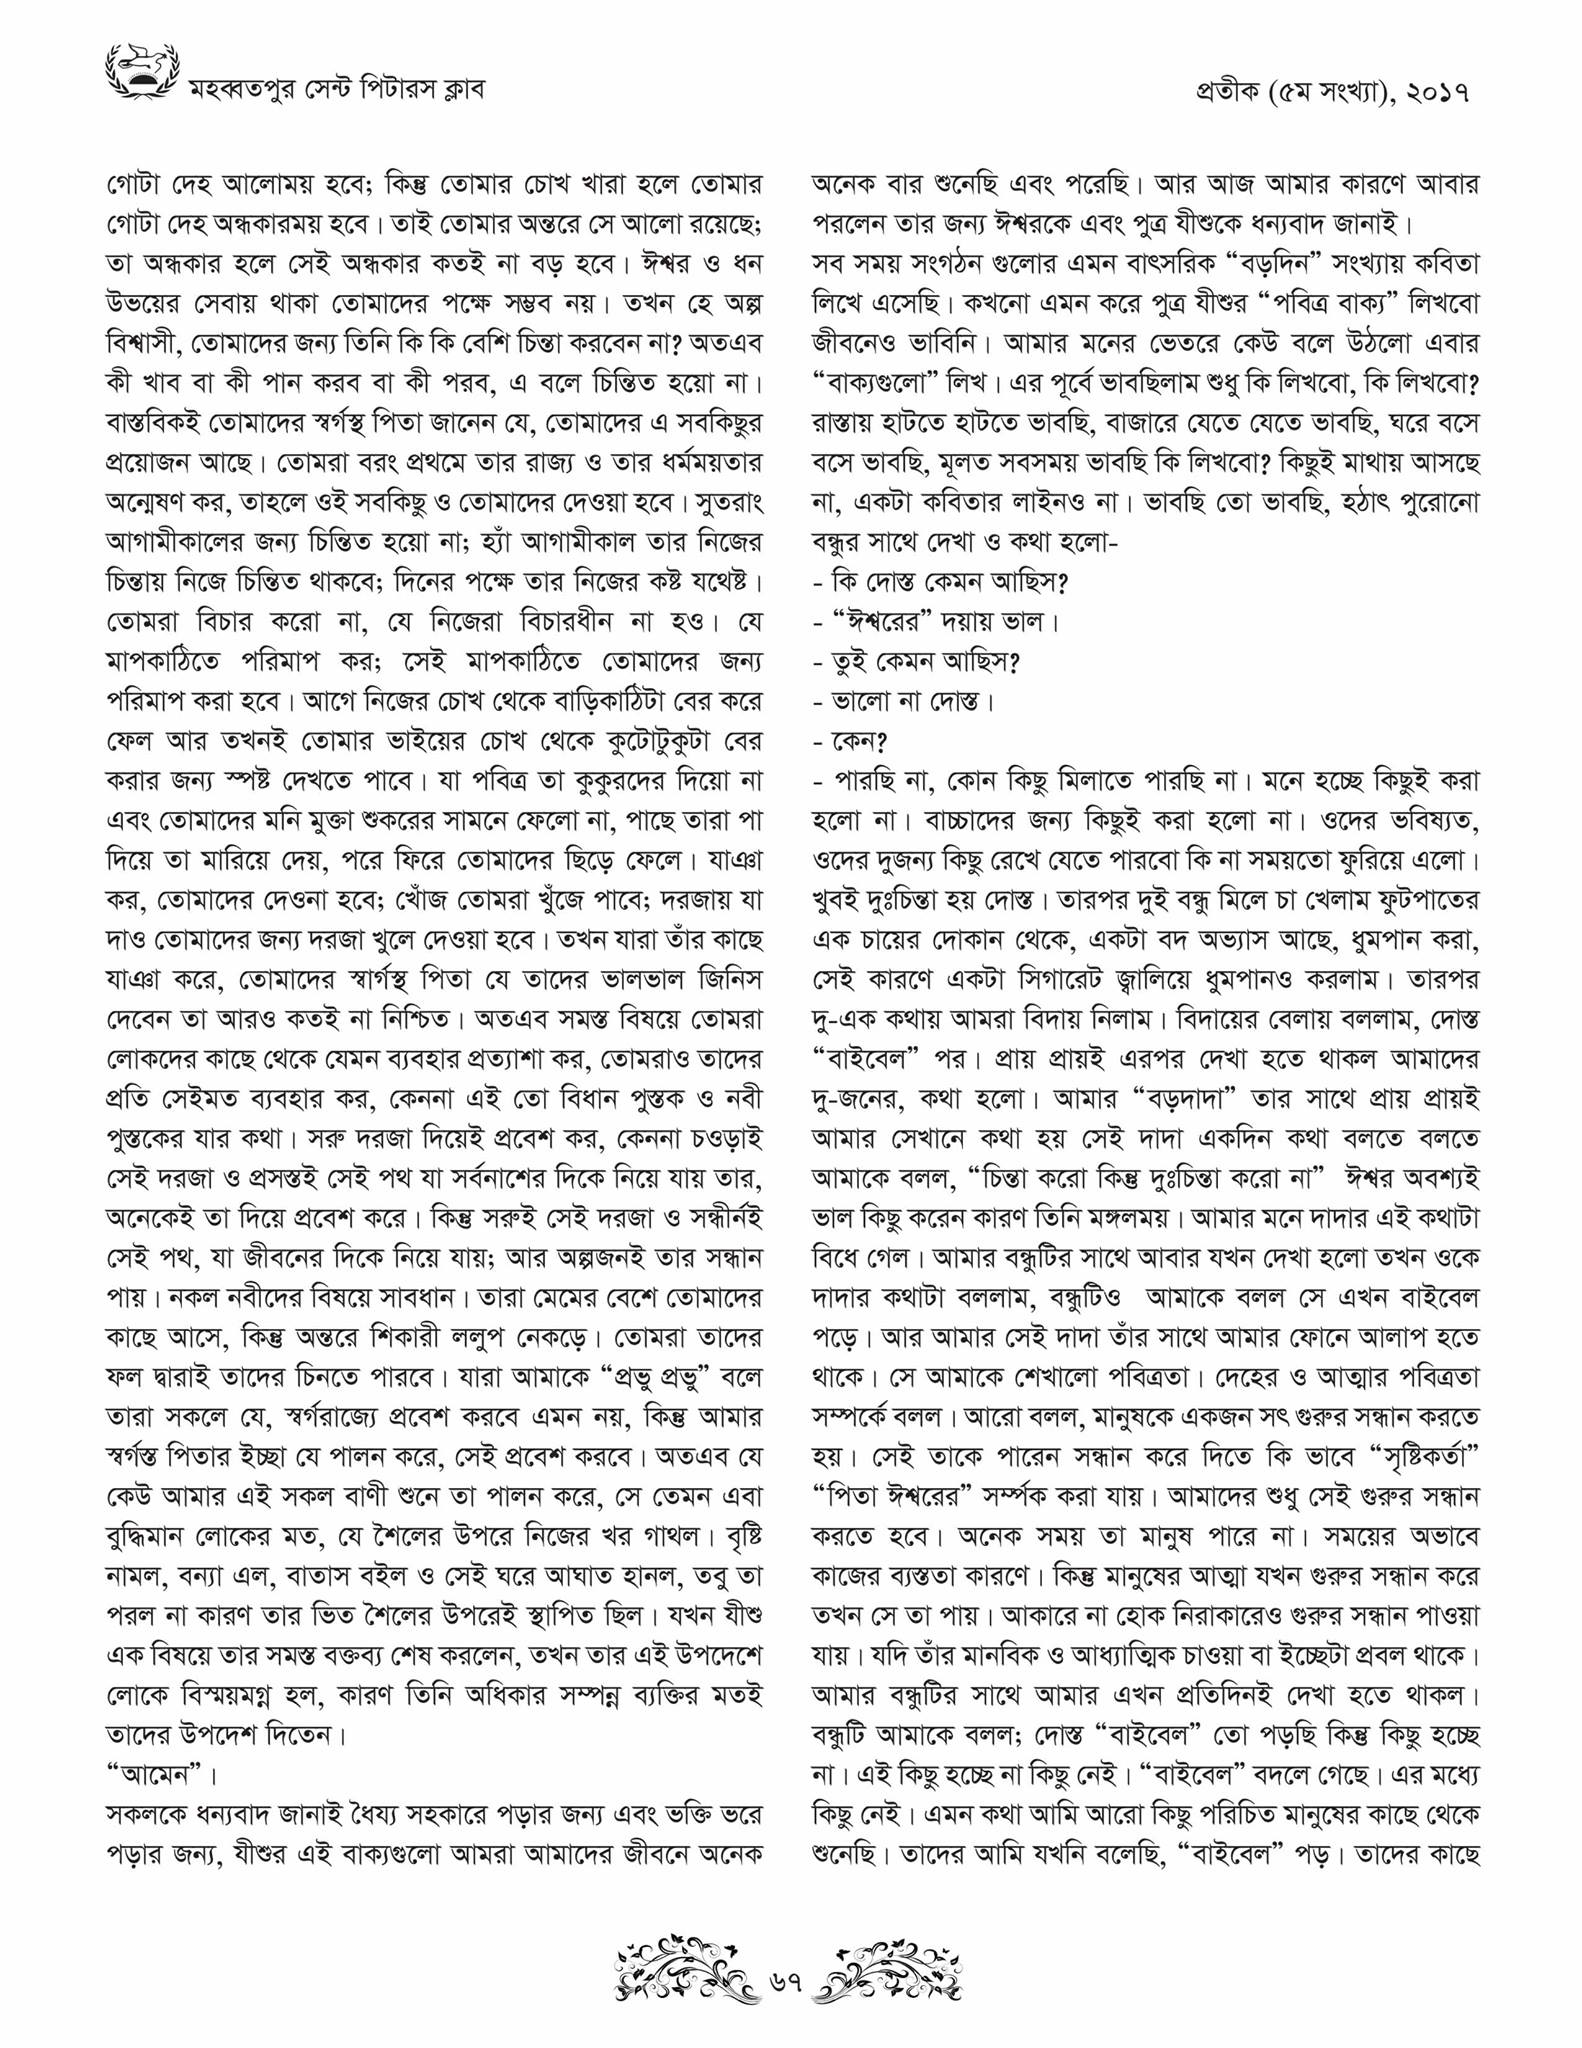 মহব্বতপুর সেন্ট পিটারস ক্লাব
প্রতীক (৫ম সংখ্যা), ২০১৭
গোটা দেহ আলোময় হবে; কিন্তু তোমার চোখ খারা হলে তোমার
গোটা দেহ অন্ধকারময় হবে। তাই তোমার অন্তরে সে আলো রয়েছে;
তা অন্ধকার হলে সেই অন্ধকার কতই না বড় হবে। ঈশ্বর ও ধন
উভয়ের সেবায় থাকা তোমাদের পক্ষে সম্ভব নয়। তখন হে অল্প
বিশ্বাসী, তোমাদের জন্য তিনি কি কি বেশি চিন্তা করবেন না? অতএব
কী খাব বা কী পান করব বা কী পরব, এ বলে চিন্তিত হয়ো না।
বাস্তবিকই তোমাদের স্বর্গস্থ পিতা জানেন যে, তোমাদের এ সবকিছুর
প্রয়োজন আছে। তোমরা বরং প্রথমে তার রাজ্য ও তার ধর্মময়তার
অন্মেষণ কর, তাহলে ওই সবকিছু ও তোমাদের দেওয়া হবে। সুতরাং
আগামীকালের জন্য চিন্তিত হয়ো না; হ্যাঁ আগামীকাল তার নিজের
চিন্তায় নিজে চিন্তিত থাকবে; দিনের পক্ষে তার নিজের কষ্ট যথেষ্ট।
তোমরা বিচার করো না, যে নিজেরা বিচারধীন না হও। যে
মাপকাঠিতে পরিমাপ কর; সেই মাপকাঠিতে তোমাদের জন্য
পরিমাপ করা হবে। আগে নিজের চোখ থেকে বাড়িকাঠিটা বের করে
ফেল আর তখনই তোমার ভাইয়ের চোখ থেকে কুটোটুকুটা বের
করার জন্য স্পষ্ট দেখতে পাবে। যা পবিত্র তা কুকুরদের দিয়ো না
এবং তোমাদের মনি মুক্তা শুকরের সামনে ফেলো না, পাছে তারা পা
দিয়ে তা মারিয়ে দেয়, পরে ফিরে তোমাদের ছিড়ে ফেলে। যাঞা
কর, তোমাদের দেওনা হবে; খোঁজ তোমরা খুঁজে পাবে; দরজায় যা
দাও তোমাদের জন্য দরজা খুলে দেওয়া হবে। তখন যারা তাঁর কাছে
যাঞা করে, তোমাদের স্বার্গস্থ পিতা যে তাদের ভালভাল জিনিস
দেবেন তা আরও কতই না নিশ্চিত। অতএব সমস্ত বিষয়ে তোমরা
লোকদের কাছে থেকে যেমন ব্যবহার প্রত্যাশা কর, তোমরাও তাদের
প্রতি সেইমত ব্যবহার কর, কেননা এই তো বিধান পুস্তক ও নবী
পুস্তকের যার কথা। সরু দরজা দিয়েই প্রবেশ কর, কেননা চওড়াই
সেই দরজা ও প্রসস্তই সেই পথ যা সর্বনাশের দিকে নিয়ে যায় তার,
অনেকেই তা দিয়ে প্রবেশ করে। কিন্তু সরুই সেই দরজা ও সন্ধীর্নই
সেই পথ, যা জীবনের দিকে নিয়ে যায়; আর অল্পজনই তার সন্ধান
পায়। নকল নবীদের বিষয়ে সাবধান। তারা মেমের বেশে তোমাদের
কাছে আসে, কিন্তু অন্তরে শিকারী ললুপ নেকড়ে। তোমরা তাদের
ফল দ্বারাই তাদের চিনতে পারবে। যারা আমাকে “প্রভু প্রভু” বলে
তারা সকলে যে, স্বর্গরাজ্যে প্রবেশ করবে এমন নয়, কিন্তু আমার
স্বর্গস্ত পিতার ইচ্ছা যে পালন করে, সেই প্রবেশ করবে। অতএব যে
কেউ আমার এই সকল বাণী শুনে তা পালন করে, সে তেমন এবা
বুদ্ধিমান লোকের মত, যে শৈলের উপরে নিজের খর গাথল। বৃষ্টি
নামল, বন্যা এল, বাতাস বইল ও সেই ঘরে আঘাত হানল, তবু তা
পরল না কারণ তার ভিত শৈলের উপরেই স্থাপিত ছিল। যখন যীশু
এক বিষয়ে তার সমস্ত বক্তব্য শেষ করলেন, তখন তার এই উপদেশে
লোকে বিস্ময়মগ্ন হল, কারণ তিনি অধিকার সম্পন্ন ব্যক্তির মতই
তাদের উপদেশ দিতেন।
“আমেন”।
সকলকে ধন্যবাদ জানাই ধৈয্য সহকারে পড়ার জন্য এবং ভক্তি ভরে
পড়ার জন্য, যীশুর এই বাক্যগুলো আমরা আমাদের জীবনে অনেক
অনেক বার শুনেছি এবং পরেছি। আর আজ আমার কারণে আবার
পরলেন তার জন্য ঈশ্বরকে এবং পুত্র যীশুকে ধন্যবাদ জানাই।
সব সময় সংগঠন গুলোর এমন বাৎসরিক “বড়দিন” সংখ্যায় কবিতা
লিখে এসেছি। কখনো এমন করে পুত্র যীশুর “পবিত্র বাক্য” লিখবো
জীবনেও ভাবিনি। আমার মনের ভেতরে কেউ বলে উঠলো এবার
“বাক্যগুলো” লিখ। এর পূর্বে ভাবছিলাম শুধু কি লিখবো, কি লিখবো?
রাস্তায় হাটতে হাটতে ভাবছি, বাজারে যেতে যেতে ভাবছি, ঘরে বসে
বসে ভাবছি, মূলত সবসময় ভাবছি কি লিখবো? কিছুই মাথায় আসছে
না, একটা কবিতার লাইনও না। ভাবছি তো ভাবছি, হঠাৎ পুরোনো
বন্ধুর সাথে দেখা ও কথা হলো-
- কি দোস্ত কেমন আছিস?
- “ঈশ্বরের” দয়ায় ভাল।
- তুই কেমন আছিস?
- ভালো না দোস্ত।
- কেন?
- পারছি না, কোন কিছু মিলাতে পারছি না। মনে হচ্ছে কিছুই করা
হলো না। বাচ্চাদের জন্য কিছুই করা হলো না। ওদের ভবিষ্যত,
ওদের দুজন্য কিছু রেখে যেতে পারবো কি না সময়তো ফুরিয়ে এলো।
খুবই দুঃচিন্তা হয় দোস্ত। তারপর দুই বন্ধু মিলে চা খেলাম ফুটপাতের
এক চায়ের দোকান থেকে, একটা বদ অভ্যাস আছে, ধুমপান করা,
সেই কারণে একটা সিগারেট জ্বালিয়ে ধুমপানও করলাম। তারপর
দু-এক কথায় আমরা বিদায় নিলাম। বিদায়ের বেলায় বললাম, দোস্ত
“বাইবেল” পর। প্রায় প্রায়ই এরপর দেখা হতে থাকল আমাদের
দু-জনের, কথা হলো। আমার “বড়দাদা” তার সাথে প্রায় প্রায়ই
আমার সেখানে কথা হয় সেই দাদা একদিন কথা বলতে বলতে
আমাকে বলল, “চিন্তা করো কিন্তু দুঃচিন্তা করো না” ঈশ্বর অবশ্যই
ভাল কিছু করেন কারণ তিনি মঙ্গলময়। আমার মনে দাদার এই কথাটা
বিধে গেল। আমার বন্ধুটির সাথে আবার যখন দেখা হলো তখন ওকে
দাদার কথাটা বললাম, বন্ধুটিও আমাকে বলল সে এখন বাইবেল
পড়ে। আর আমার সেই দাদা তাঁর সাথে আমার ফোনে আলাপ হতে
থাকে। সে আমাকে শেখালো পবিত্রতা। দেহের ও আত্মার পবিত্রতা
সম্পর্কে বলল। আরো বলল, মানুষকে একজন সৎ গুরুর সন্ধান করতে
হয়। সেই তাকে পারেন সন্ধান করে দিতে কি ভাবে “সৃষ্টিকর্তা”
“পিতা ঈশ্বরের” সর্ম্পক করা যায়। আমাদের শুধু সেই গুরুর সন্ধান
করতে হবে। অনেক সময় তা মানুষ পারে না। সময়ের অভাবে
কাজের ব্যস্ততা কারণে। কিন্তু মানুষের আত্মা যখন গুরুর সন্ধান করে
তখন সে তা পায়। আকারে না হোক নিরাকারেও গুরুর সন্ধান পাওয়া
যায়। যদি তাঁর মানবিক ও আধ্যাত্মিক চাওয়া বা ইচ্ছেটা প্রবল থাকে।
আমার বন্ধুটির সাথে আমার এখন প্রতিদিনই দেখা হতে থাকল।
বন্ধুটি আমাকে বলল; দোস্ত “বাইবেল” তো পড়ছি কিন্তু কিছু হচ্ছে
না। এই কিছু হচ্ছে না কিছু নেই। “বাইবেল” বদলে গেছে। এর মধ্যে
কিছু নেই। এমন কথা আমি আরো কিছু পরিচিত মানুষের কাছে থেকে
শুনেছি। তাদের আমি যখনি বলেছি, “বাইবেল” পড়। তাদের কাছে
৬৭